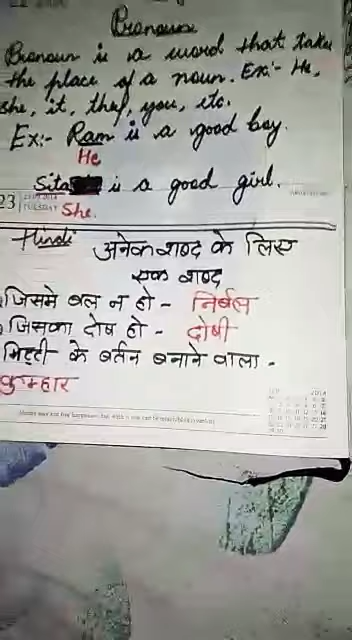 Pronouns
Pronoun is a word that takes
the place of a noun. Ex:- He,
she, it, they, you, etc.
Ex:- Ram is a good boy.
He
Sita is a good girl.
23 TUESDAY She.
Hindi अनेक शब्द के लिए
एक शब्द
जिसमे बल न हो - निर्बल
जिसका दोष हो - दोषी
मिट्टी के बर्तन बनाने वाला -
कुम्हार